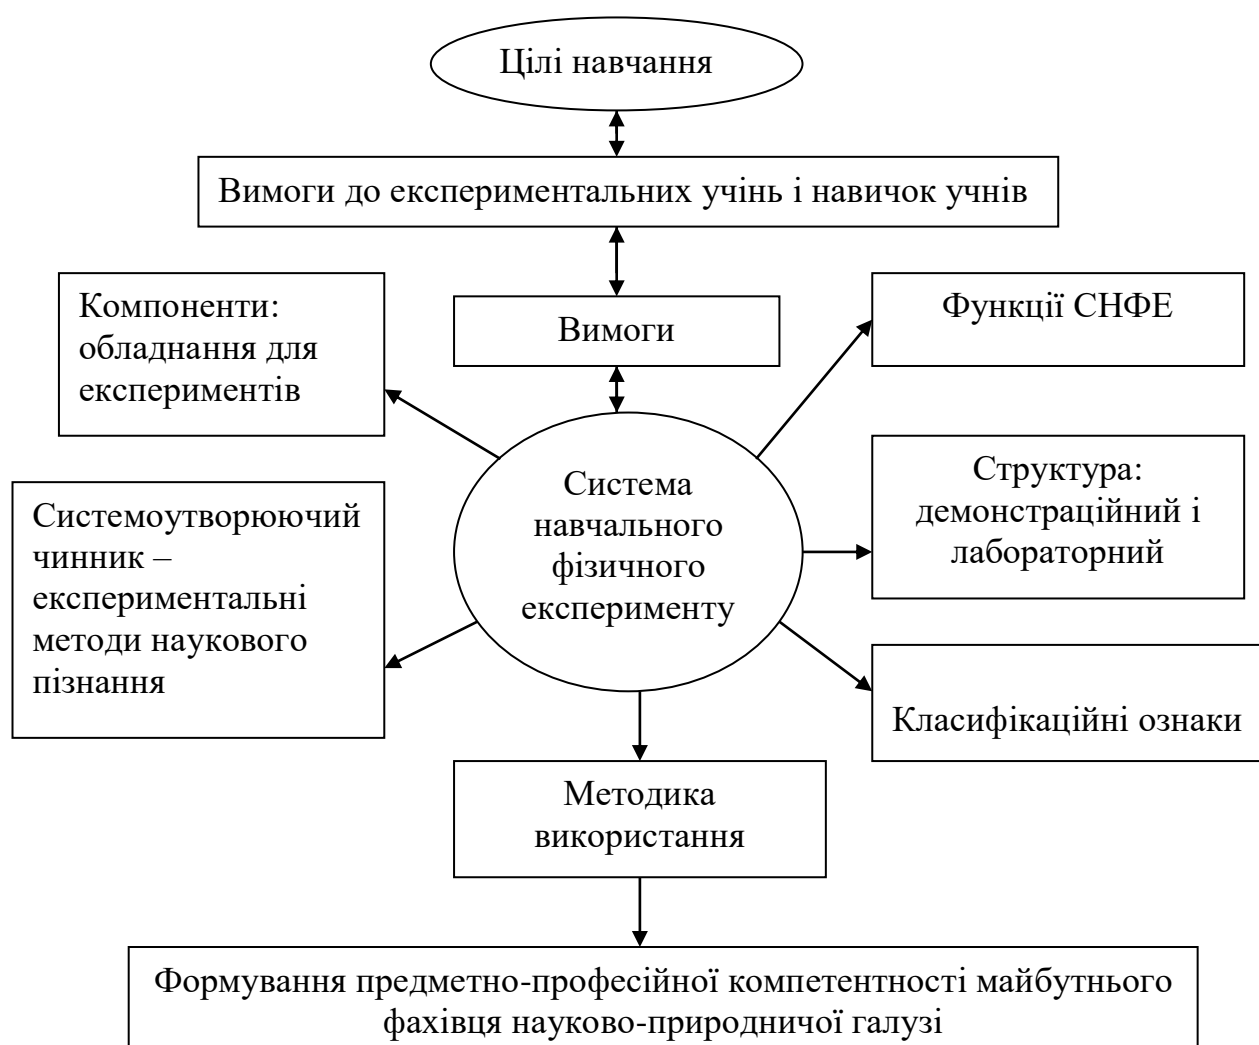 Цілі навчання
Вимоги до експериментальних учінь і навичок учнів
Компоненти:
обладнання для
експериментів
Вимоги
Функції СНФЕ
Системоутворюючий
чинник –
експериментальні
методи наукового
пізнання
Система
навчального
фізичного
експерименту
Структура:
демонстраційний і
лабораторний
Класифікаційні ознаки
Методика
використання
Формування предметно-професійної компетентності майбутнього
фахівця науково-природничої галузі